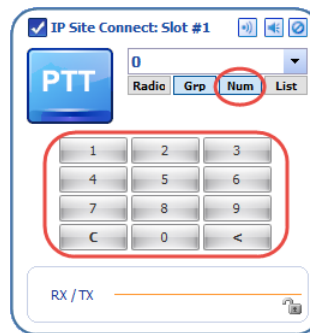 IP Site Connect: Slot #1
PTT
0
Radio Grp Num List
1 2 3
4 5 6
7 8 9
C 0 <
RX / TX